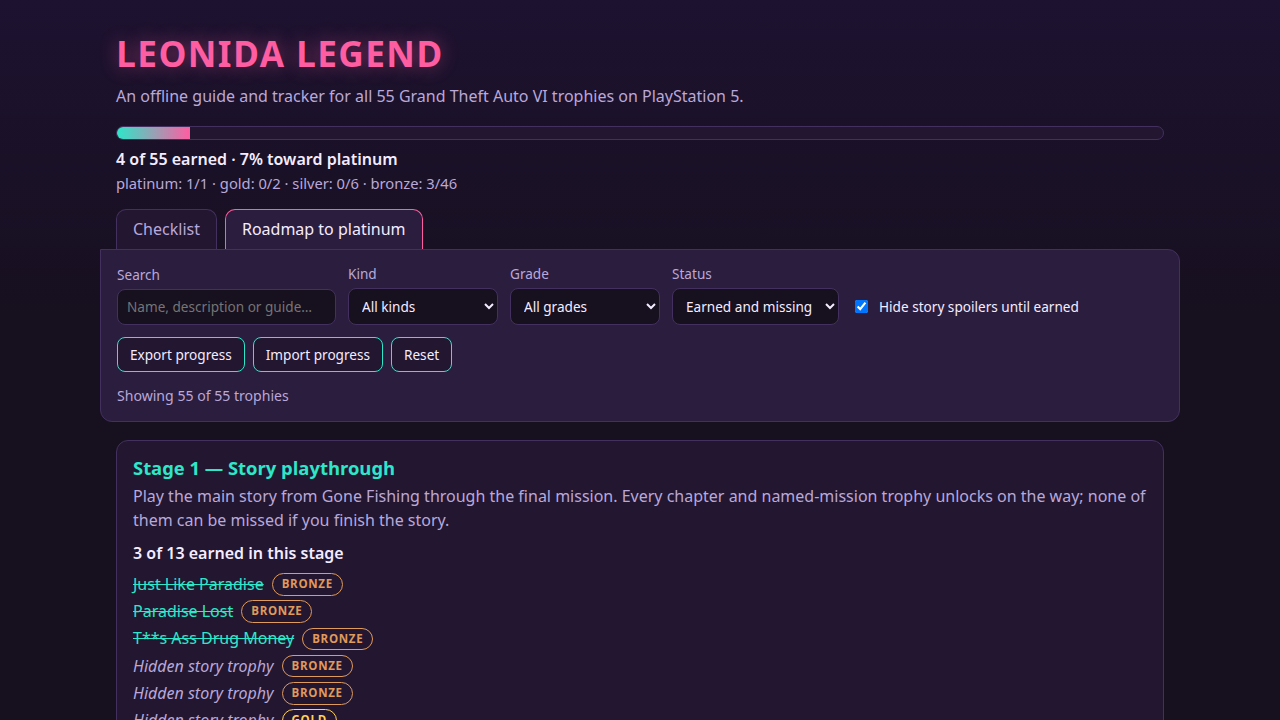 LEONIDA LEGEND
An offline guide and tracker for all 55 Grand Theft Auto VI trophies on PlayStation 5.
4 of 55 earned · 7% toward platinum
platinum: 1/1 · gold: 0/2 · silver: 0/6 · bronze: 3/46
Checklist Roadmap to platinum
Search Kind Grade Status
Name, description or guide... All kinds All grades Earned and missing Hide story spoilers until earned
Export progress Import progress Reset
Showing 55 of 55 trophies
Stage 1 — Story playthrough
Play the main story from Gone Fishing through the final mission. Every chapter and named-mission trophy unlocks on the way; none of
them can be missed if you finish the story.
3 of 13 earned in this stage
Just Like Paradise BRONZE
Paradise Lost BRONZE
T**s Ass Drug Money BRONZE
Hidden story trophy BRONZE
Hidden story trophy BRONZE
Hidden story trophy GOLD